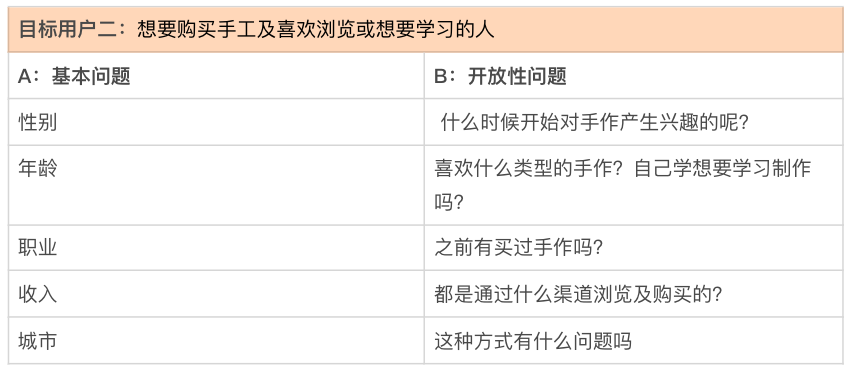 目标用户二：想要购买手工及喜欢浏览或想要学习的人
A：基本问题
B：开放性问题
性别
什么时候开始对手作产生兴趣的呢？
年龄
喜欢什么类型的手作？自己学想要学习制作
吗？
职业
之前有买过手作吗？
收入
都是通过什么渠道浏览及购买的？
城市
这种方式有什么问题吗